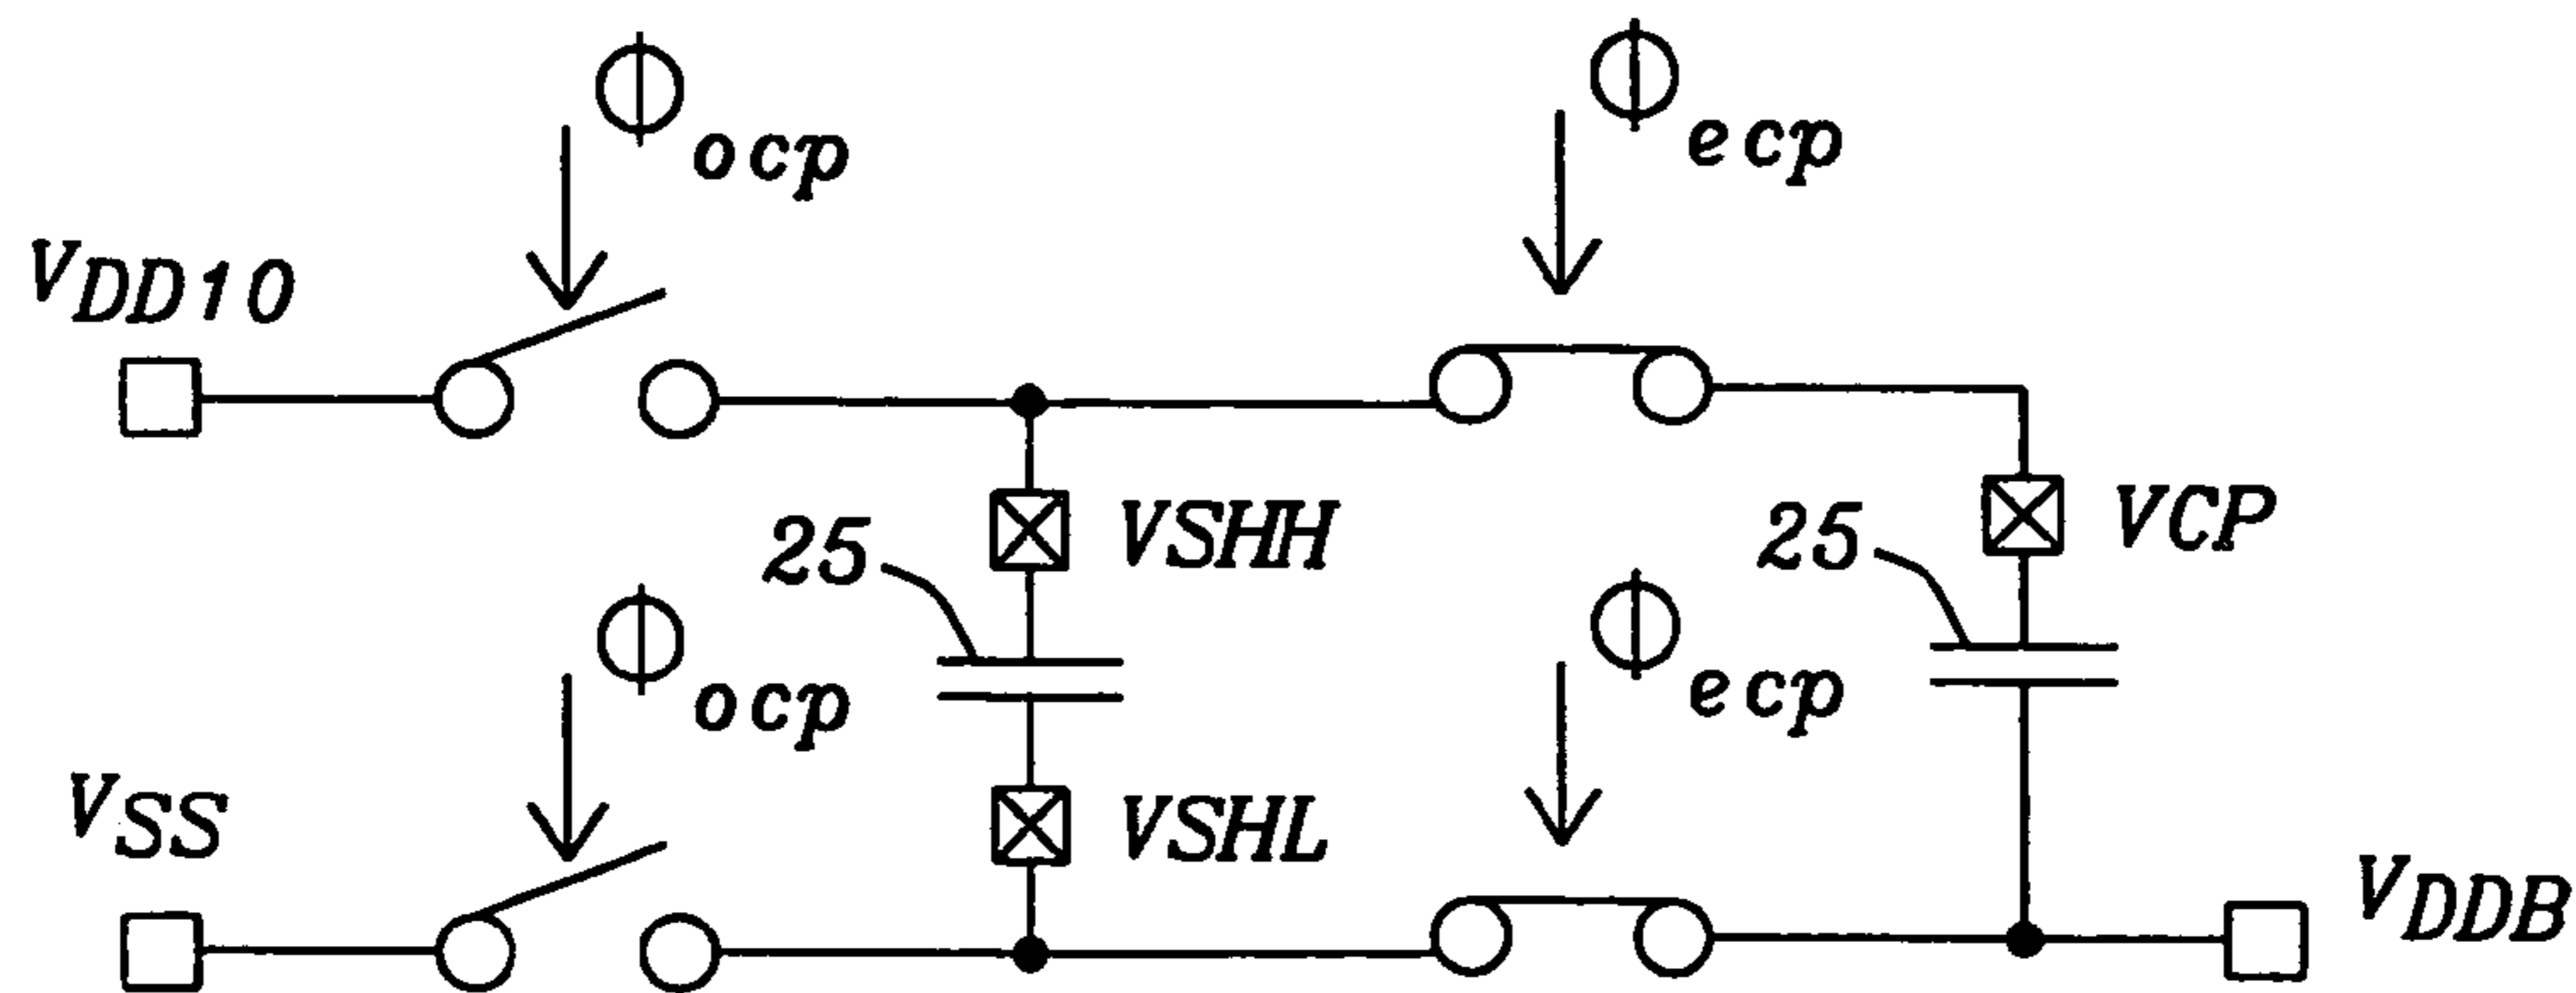 Φocp
Φecp
VDD10
25
VSHH
25
VCP
Φocp
Φecp
VSS
VSHL
VDDB